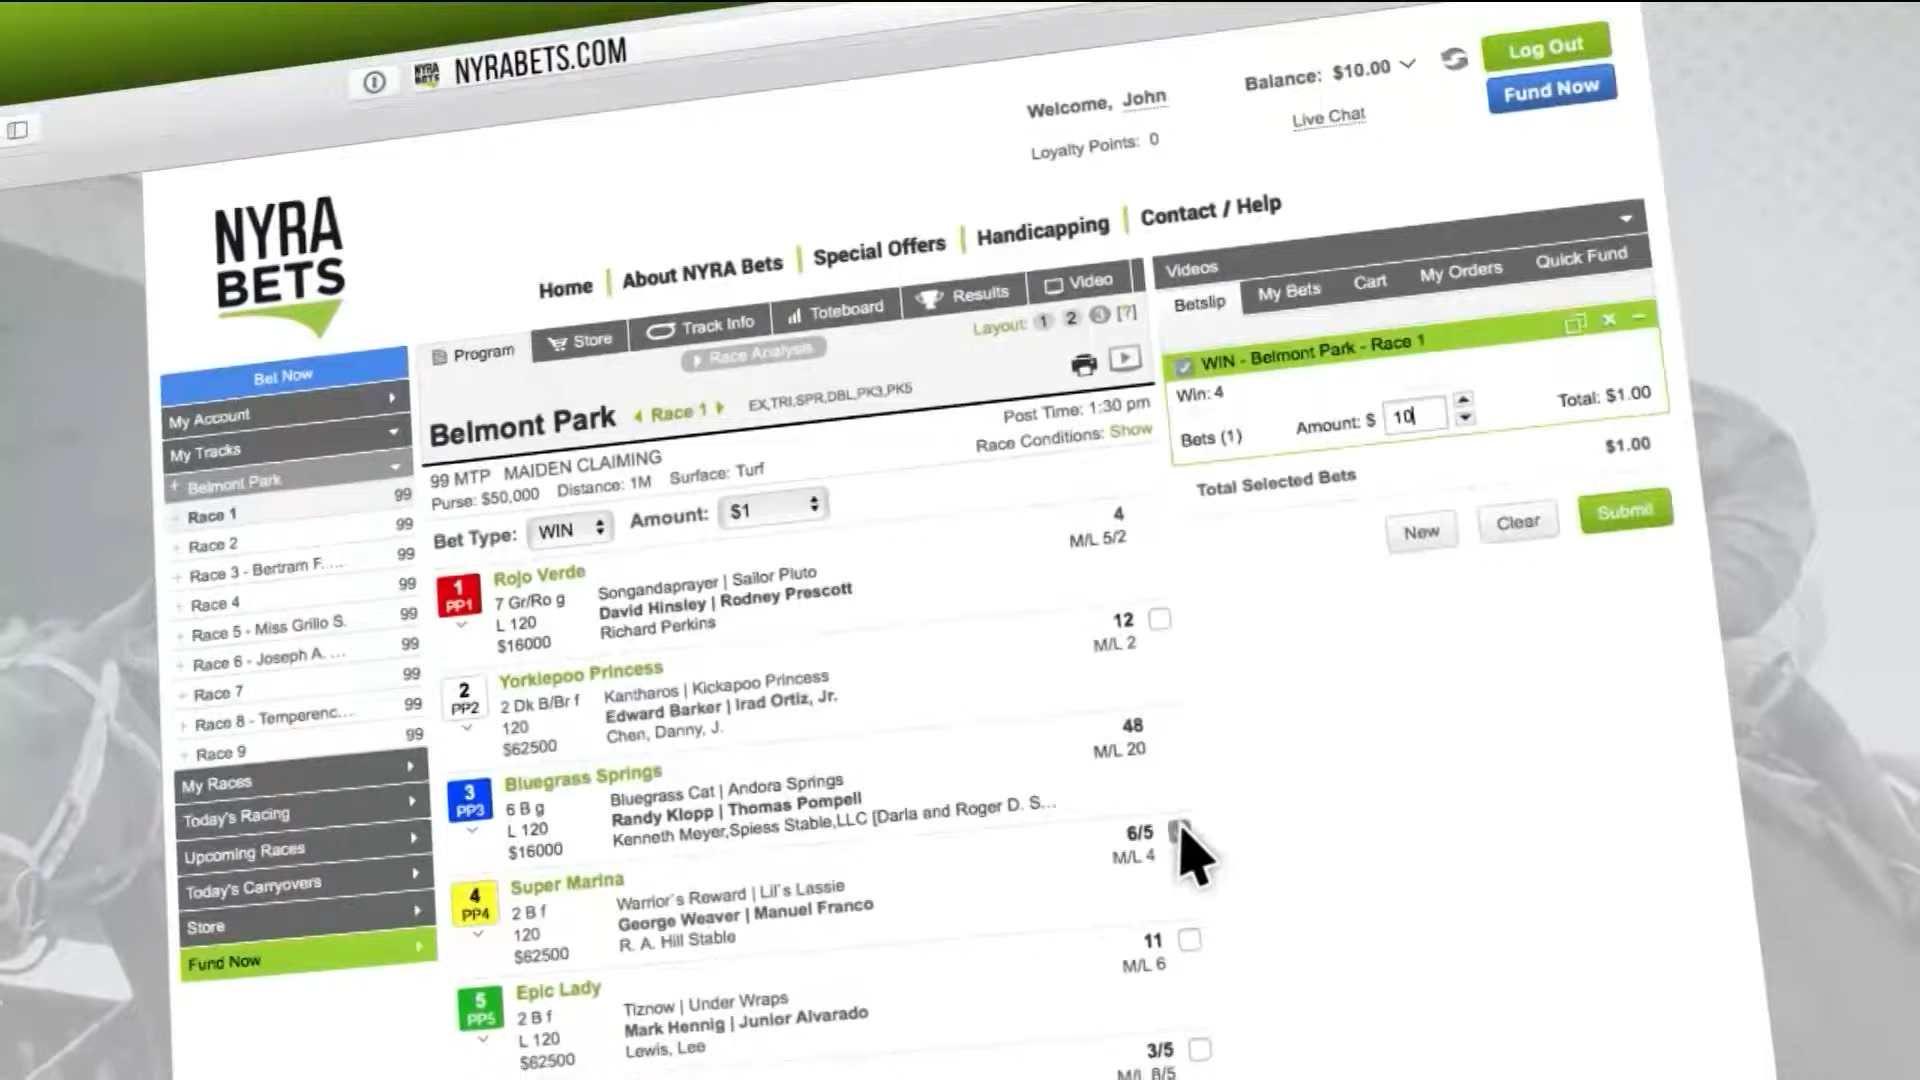 NYRA BETS NYRABETS.COM
Welcome, John
Balance: $10.00
Log Out
Fund Now
Loyalty Points: 0
Live Chat
NYRA
BETS
Home
About NYRA Bets
Special Offers
Handicapping
Contact / Help
Bet Now
My Account
My Tracks
+ Belmont Park
Race 1 99
Race 2 99
Race 3 - Bertram F. ... 99
Race 4 99
Race 5 - Miss Grillo S. 99
Race 6 - Joseph A. ... 99
Race 7 99
Race 8 - Temperenc.... 99
Race 9 99
My Races
Today's Racing
Upcoming Races
Today's Carryovers
Store
Fund Now
Program
Store
Track Info
Toteboard
Results
Video
Race Analysis
Layout: 1 2 3 [?]
Belmont Park
Race 1
EX,TRI,SPR,DBL,PK3,PK5
Post Time: 1:30 pm
99 MTP MAIDEN CLAIMING
Race Conditions: Show
Purse: $50,000 Distance: 1M Surface: Turf
Bet Type: WIN Amount: $1
4
M/L 5/2
1
PP1
Rojo Verde
7 Gr/Ro g
L 120
$16000
Songandaprayer | Sailor Pluto
David Hinsley | Rodney Prescott
Richard Perkins
12
M/L 2
2
PP2
Yorkiepoo Princess
2 Dk B/Br f
120
$62500
Kantharos | Kickapoo Princess
Edward Barker | Irad Ortiz, Jr.
Chen, Danny, J.
48
M/L 20
3
PP3
Bluegrass Springs
6 B g
L 120
$16000
Bluegrass Cat | Andora Springs
Randy Klopp | Thomas Pompell
Kenneth Meyer,Spiess Stable,LLC [Darla and Roger D. S...
6/5
M/L 4
4
PP4
Super Marina
2 B f
120
$62500
Warrior's Reward | Lil's Lassie
George Weaver | Manuel Franco
R. A. Hill Stable
11
M/L 6
5
PP5
Epic Lady
2 B f
L 120
$62500
Tiznow | Under Wraps
Mark Hennig | Junior Alvarado
Lewis, Lee
3/5
M/L 8/5
Videos
Betslip
My Bets
Cart
My Orders
Quick Fund
WIN - Belmont Park - Race 1
Win: 4
Bets (1)
Amount: $ 10
Total: $1.00
Total Selected Bets
$1.00
New
Clear
Submit